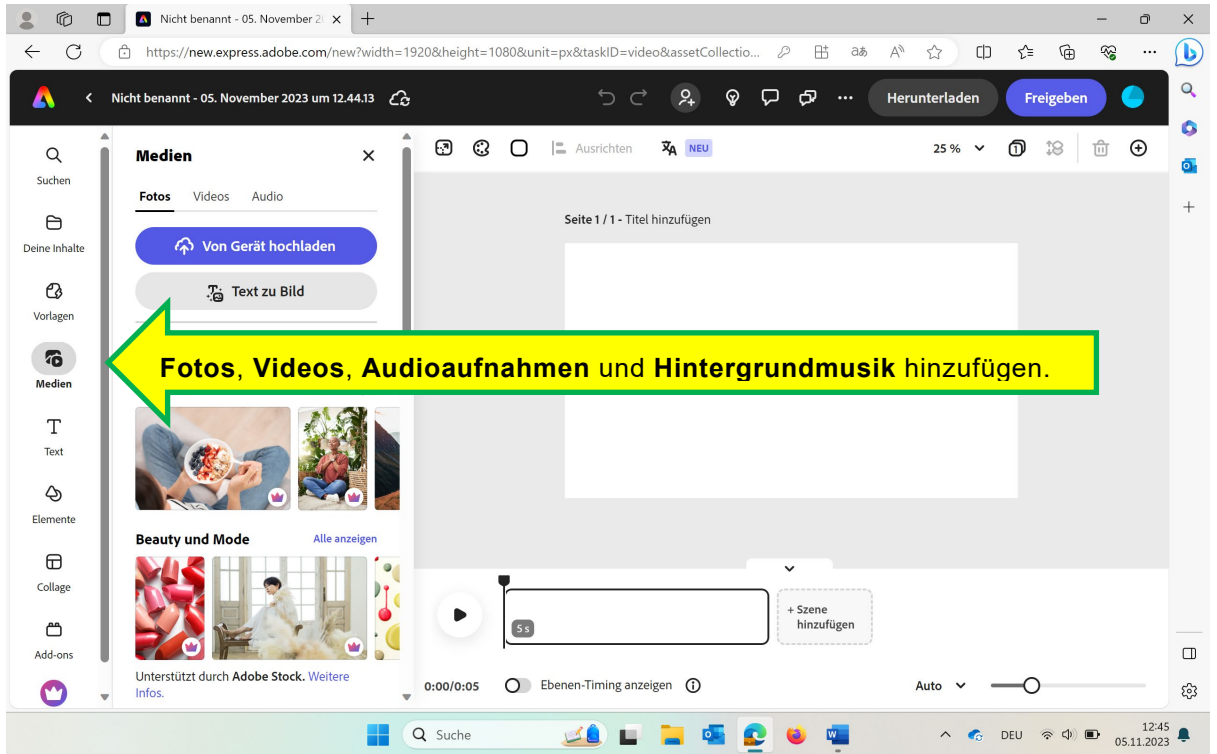 Nicht benannt - 05. November 2
https://new.express.adobe.com/new?width=1920&height=1080&unit=px&taskID=video&assetCollectio...
Nicht benannt - 05. November 2023 um 12.44.13
Herunterladen
Freigeben
Suchen
Deine Inhalte
Vorlagen
Medien
Text
Elemente
Collage
Add-ons
Medien
Fotos Videos Audio
Von Gerät hochladen
Text zu Bild
Ausrichten NEU 25 %
Seite 1 / 1 - Titel hinzufügen
Fotos, Videos, Audioaufnahmen und Hintergrundmusik hinzufügen.
Beauty und Mode Alle anzeigen
Unterstützt durch Adobe Stock. Weitere
Infos.
5 s
+ Szene
hinzufügen
0:00/0:05 Ebenen-Timing anzeigen Auto
Suche
DEU
12:45
05.11.2023